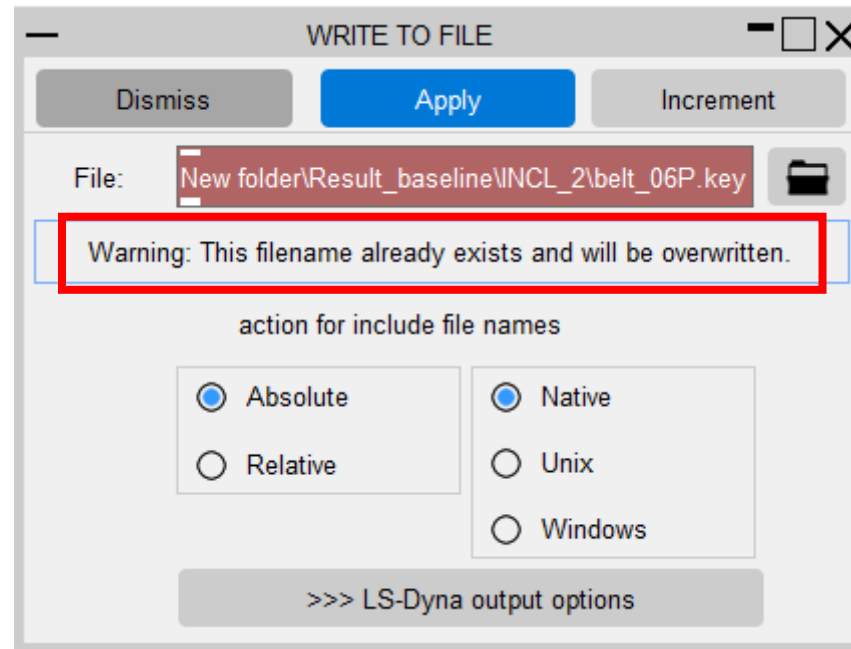 WRITE TO FILE
Dismiss Apply Increment
File: New folder\Result_baseline\INCL_2\belt_06P.key
Warning: This filename already exists and will be overwritten.
action for include file names
Absolute Native
Relative Unix
Windows
>>> LS-Dyna output options